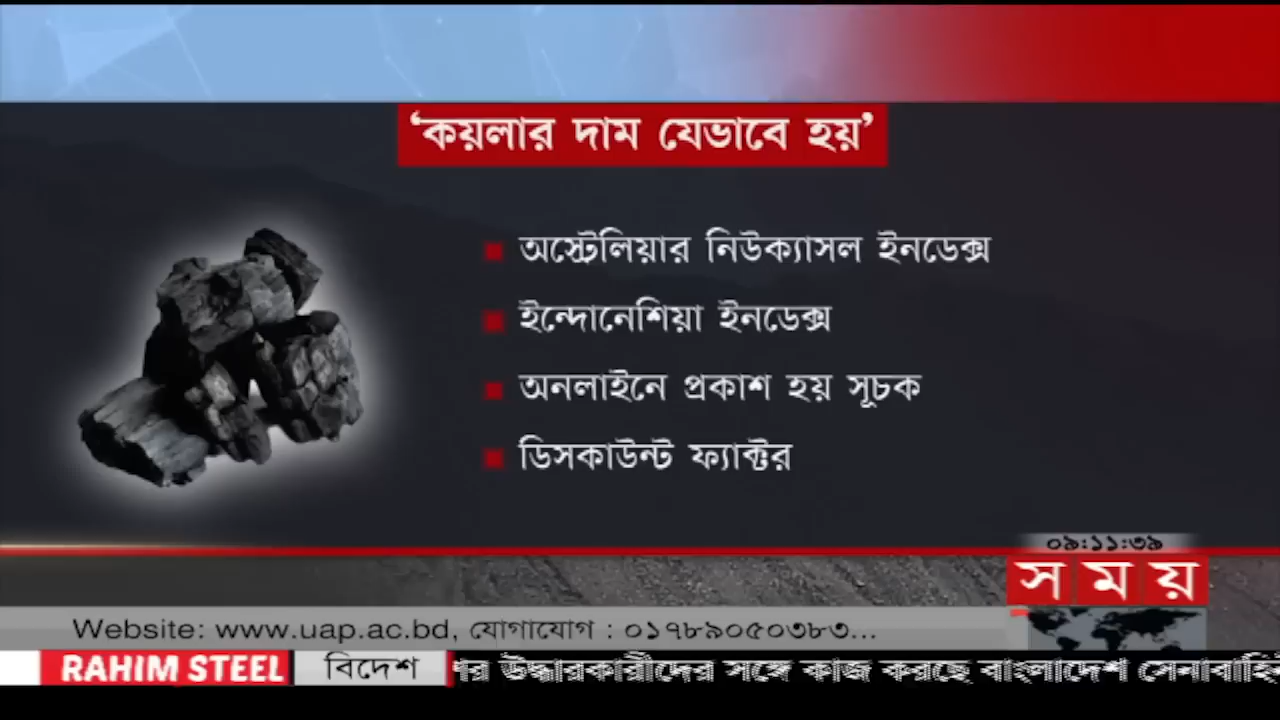 ‘কয়লার দাম যেভাবে হয়’
অস্ট্রেলিয়ার নিউক্যাসল ইনডেক্স
ইন্দোনেশিয়া ইনডেক্স
অনলাইনে প্রকাশ হয় সূচক
ডিসকাউন্ট ফ্যাক্টর
০৯:১১:৩৯
সময়
Website: www.uap.ac.bd, যোগাযোগ : ০১৭৮৯০৫০৩৮৩...
RAHIM STEEL বিদেশ উদ্ধারকারীদের সঙ্গে কাজ করছে বাংলাদেশ